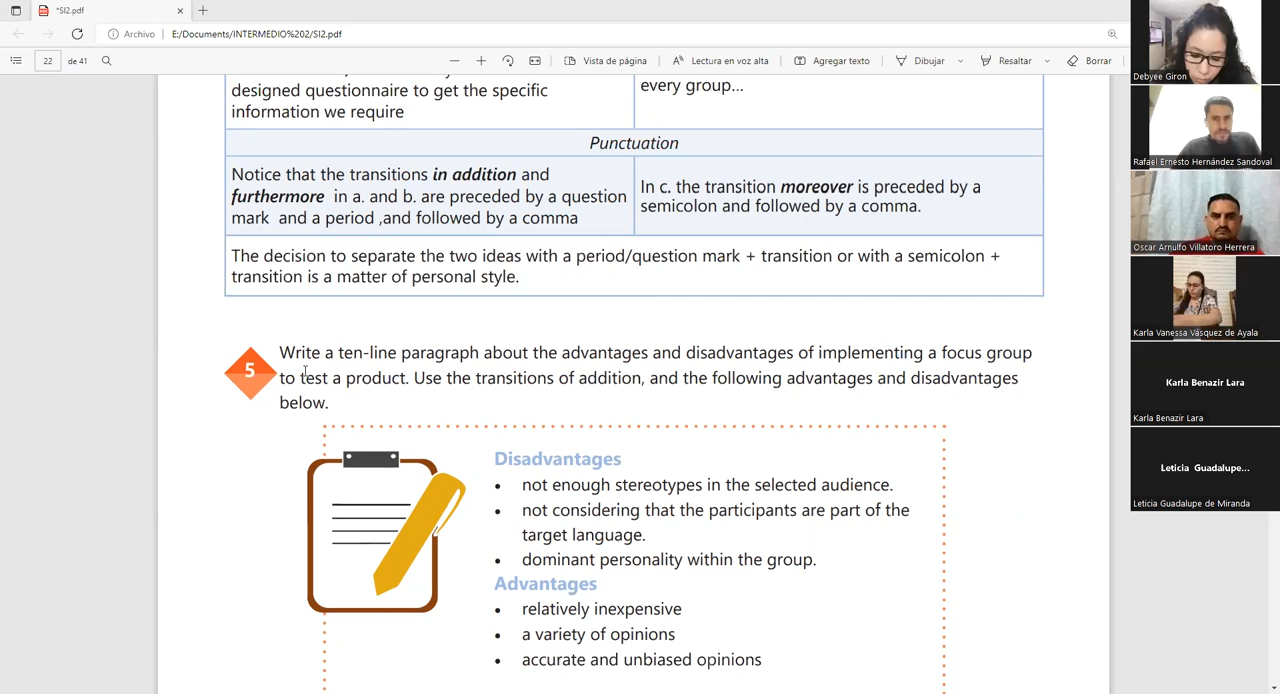 *SI2.pdf
Archivo E:/Documents/INTERMEDIO%202/SI2.pdf
22 de 41 Vista de página Lectura en voz alta Agregar texto Dibujar Resaltar Borrar
designed questionnaire to get the specific
information we require
every group...
Punctuation
Notice that the transitions in addition and
furthermore in a. and b. are preceded by a question
mark and a period ,and followed by a comma
In c. the transition moreover is preceded by a
semicolon and followed by a comma.
The decision to separate the two ideas with a period/question mark + transition or with a semicolon +
transition is a matter of personal style.
5
Write a ten-line paragraph about the advantages and disadvantages of implementing a focus group
to test a product. Use the transitions of addition, and the following advantages and disadvantages
below.
Disadvantages
• not enough stereotypes in the selected audience.
• not considering that the participants are part of the
target language.
• dominant personality within the group.
Advantages
• relatively inexpensive
• a variety of opinions
• accurate and unbiased opinions
Debyee Giron
Rafael Ernesto Hernández Sandoval
Oscar Arnulfo Villatoro Herrera
Karla Vanessa Vásquez de Ayala
Karla Benazir Lara
Karla Benazir Lara
Leticia Guadalupe...
Leticia Guadalupe de Miranda